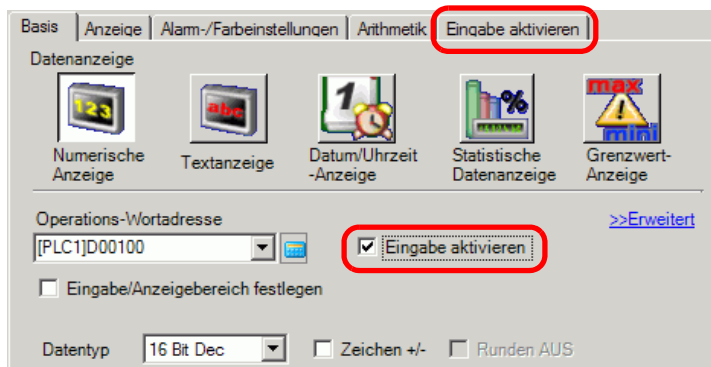 Basis Anzeige Alarm-/Farbeinstellungen Arithmetik Eingabe aktivieren
Datenanzeige
123 abc 1 % max mini
Numerische Anzeige
Textanzeige
Datum/Uhrzeit -Anzeige
Statistische Datenanzeige
Grenzwert- Anzeige
Operations-Wortadresse >>Erweitert
[PLC1]D00100 Eingabe aktivieren
Eingabe/Anzeigebereich festlegen
Datentyp 16 Bit Dec Zeichen +/- Runden AUS